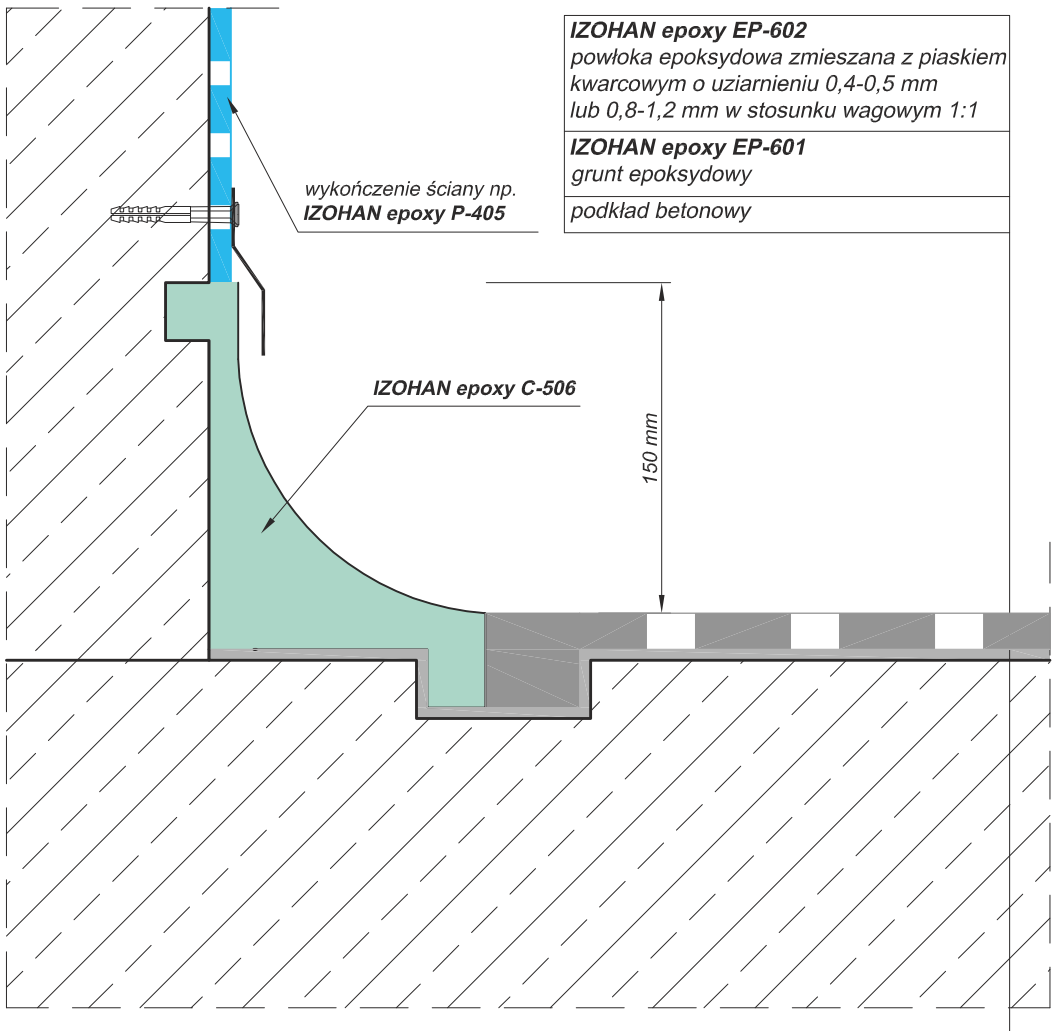 IZOHAN epoxy EP-602
powłoka epoksydowa zmieszana z piaskiem
kwarcowym o uziarnieniu 0,4-0,5 mm
lub 0,8-1,2 mm w stosunku wagowym 1:1
IZOHAN epoxy EP-601
grunt epoksydowy
podkład betonowy
wykończenie ściany np.
IZOHAN epoxy P-405
IZOHAN epoxy C-506
150 mm